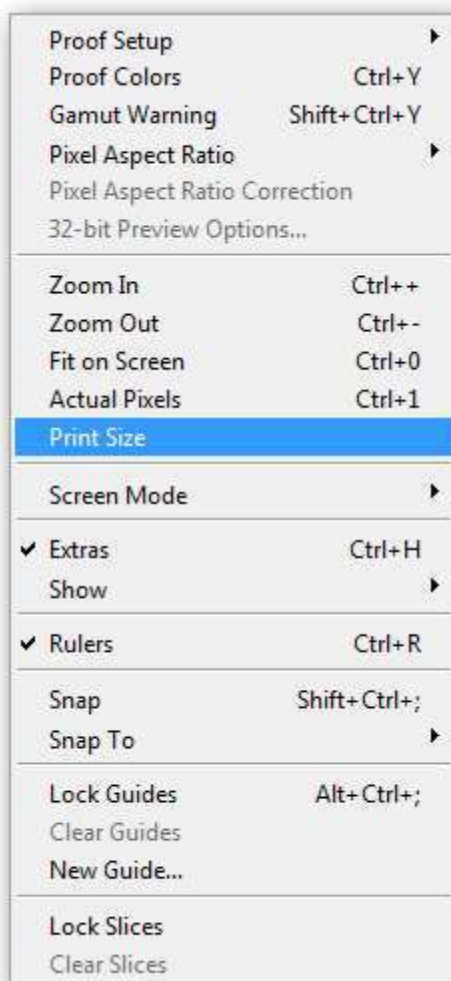 Proof Setup
Proof Colors Ctrl+Y
Gamut Warning Shift+Ctrl+Y
Pixel Aspect Ratio
Pixel Aspect Ratio Correction
32-bit Preview Options...
Zoom In Ctrl++
Zoom Out Ctrl+-
Fit on Screen Ctrl+0
Actual Pixels Ctrl+1
Print Size
Screen Mode
Extras Ctrl+H
Show
Rulers Ctrl+R
Snap Shift+Ctrl+;
Snap To
Lock Guides Alt+Ctrl+;
Clear Guides
New Guide...
Lock Slices
Clear Slices